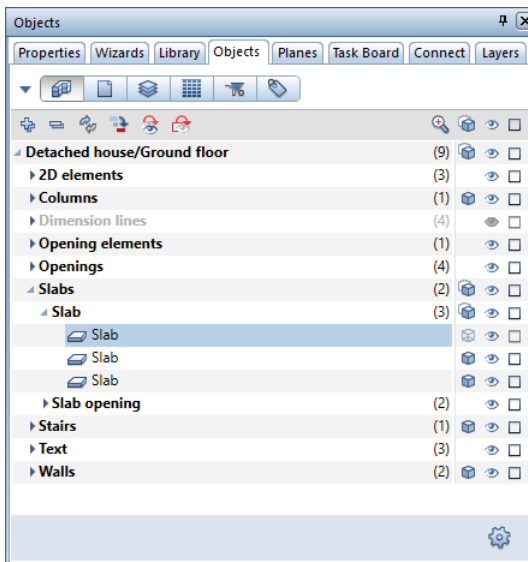 Objects
Properties Wizards Library Objects Planes Task Board Connect Layers
Detached house/Ground floor (9)
2D elements (3)
Columns (1)
Dimension lines (4)
Opening elements (1)
Openings (4)
Slabs (2)
Slab (3)
Slab
Slab
Slab
Slab opening (2)
Stairs (1)
Text (3)
Walls (2)